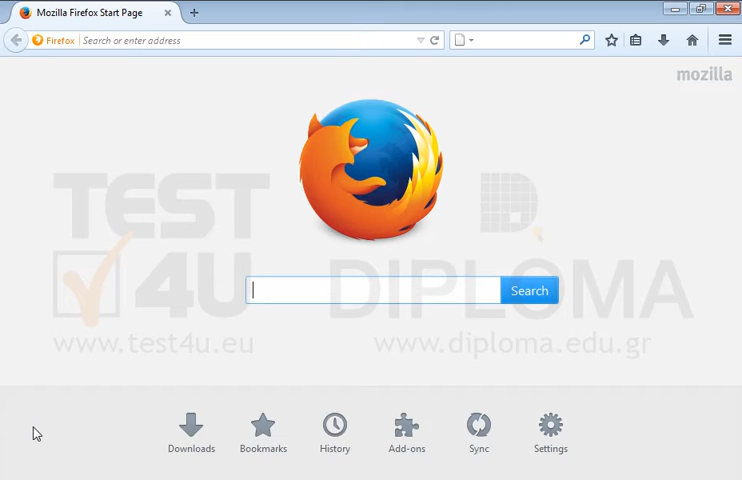 Mozilla Firefox Start Page
Firefox Search or enter address
mozilla
TEST
4U DIPLOMA
Search
www.test4u.eu www.diploma.edu.gr
Downloads Bookmarks History Add-ons Sync Settings